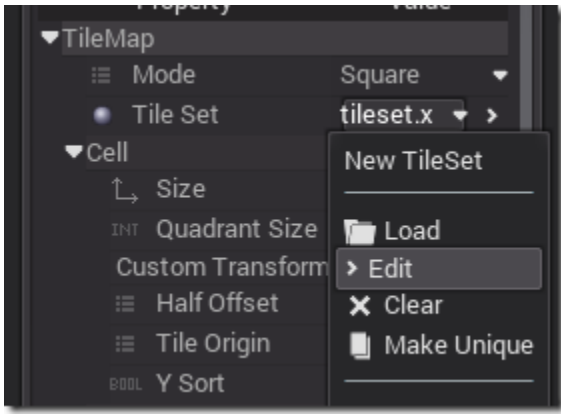 Property Value
TileMap
Mode Square
Tile Set tileset.x
Cell
New TileSet
Size
INT Quadrant Size
Load
Custom Transform
Edit
Half Offset
Clear
Tile Origin
Make Unique
BOOL Y Sort